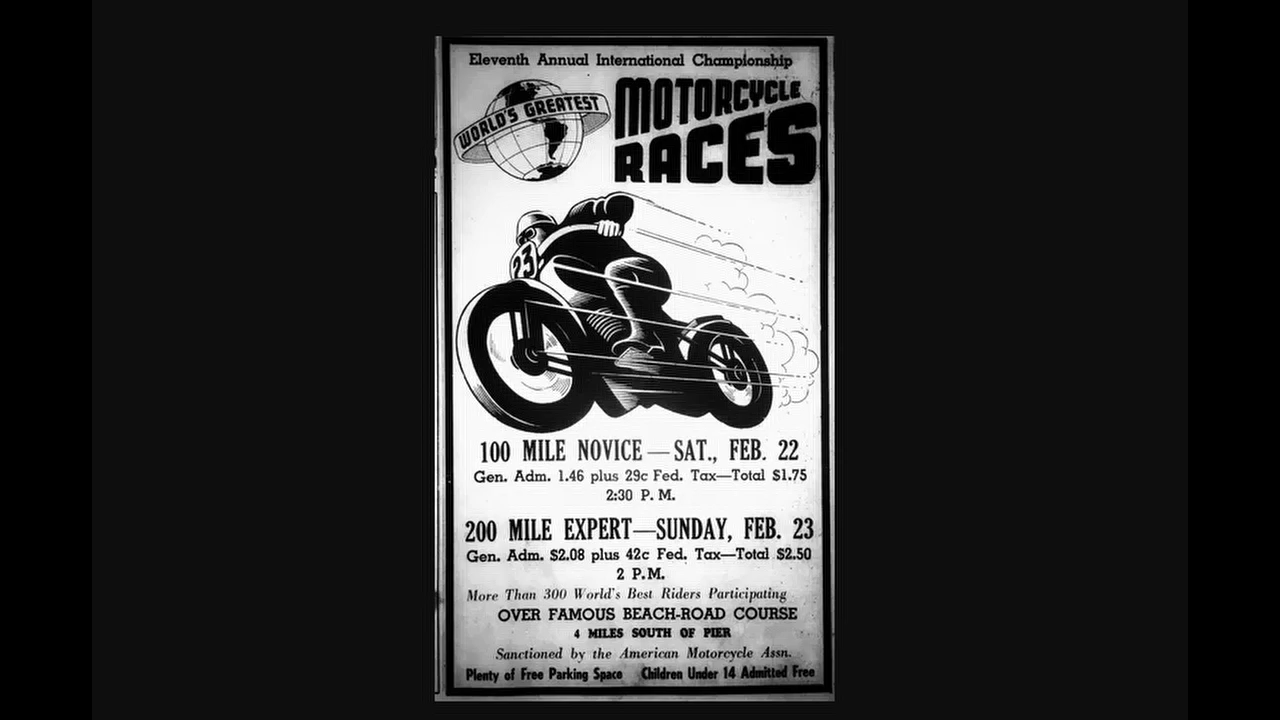 Eleventh Annual International Championship
WORLD'S GREATEST
MOTORCYCLE
RACES
23
100 MILE NOVICE — SAT., FEB. 22
Gen. Adm. 1.46 plus 29c Fed. Tax—Total $1.75
2:30 P. M.
200 MILE EXPERT—SUNDAY, FEB. 23
Gen. Adm. $2.08 plus 42c Fed. Tax—Total $2.50
2 P.M.
More Than 300 World's Best Riders Participating
OVER FAMOUS BEACH-ROAD COURSE
4 MILES SOUTH OF PIER
Sanctioned by the American Motorcycle Assn.
Plenty of Free Parking Space Children Under 14 Admitted Free